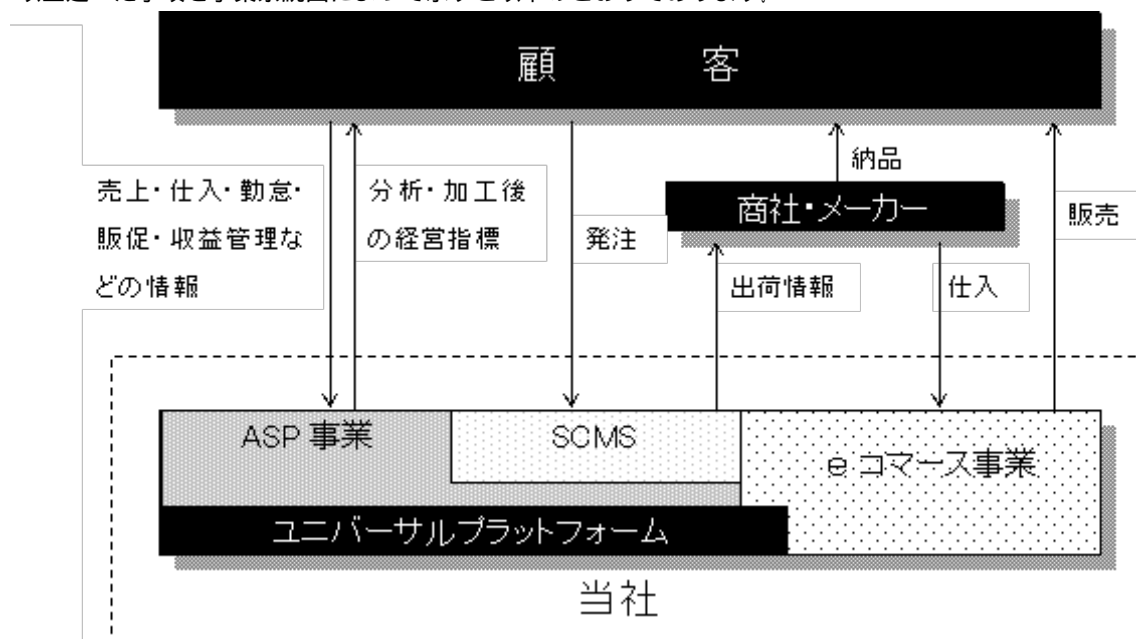 顧 客
納品
商社・メーカー
売上・仕入・勤怠・
販促・収益管理な
どの情報
分析・加工後
の経営指標
発注
販売
出荷情報
仕入
ASP 事業
SCMS
e コマース事業
ユニバーサルプラットフォーム
当社